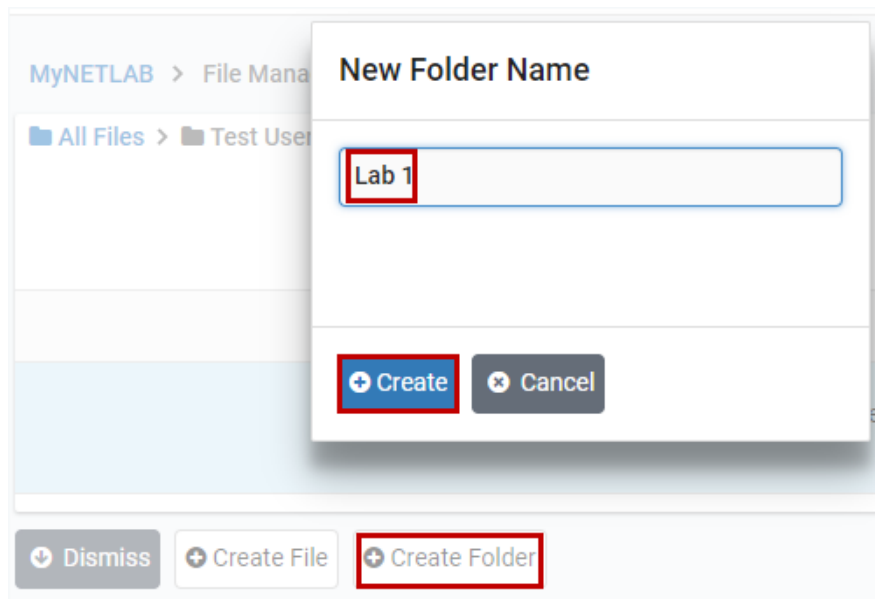 MyNETLAB > File Mana
All Files > Test User
New Folder Name
Lab 1
Create
Cancel
Dismiss
Create File
Create Folder